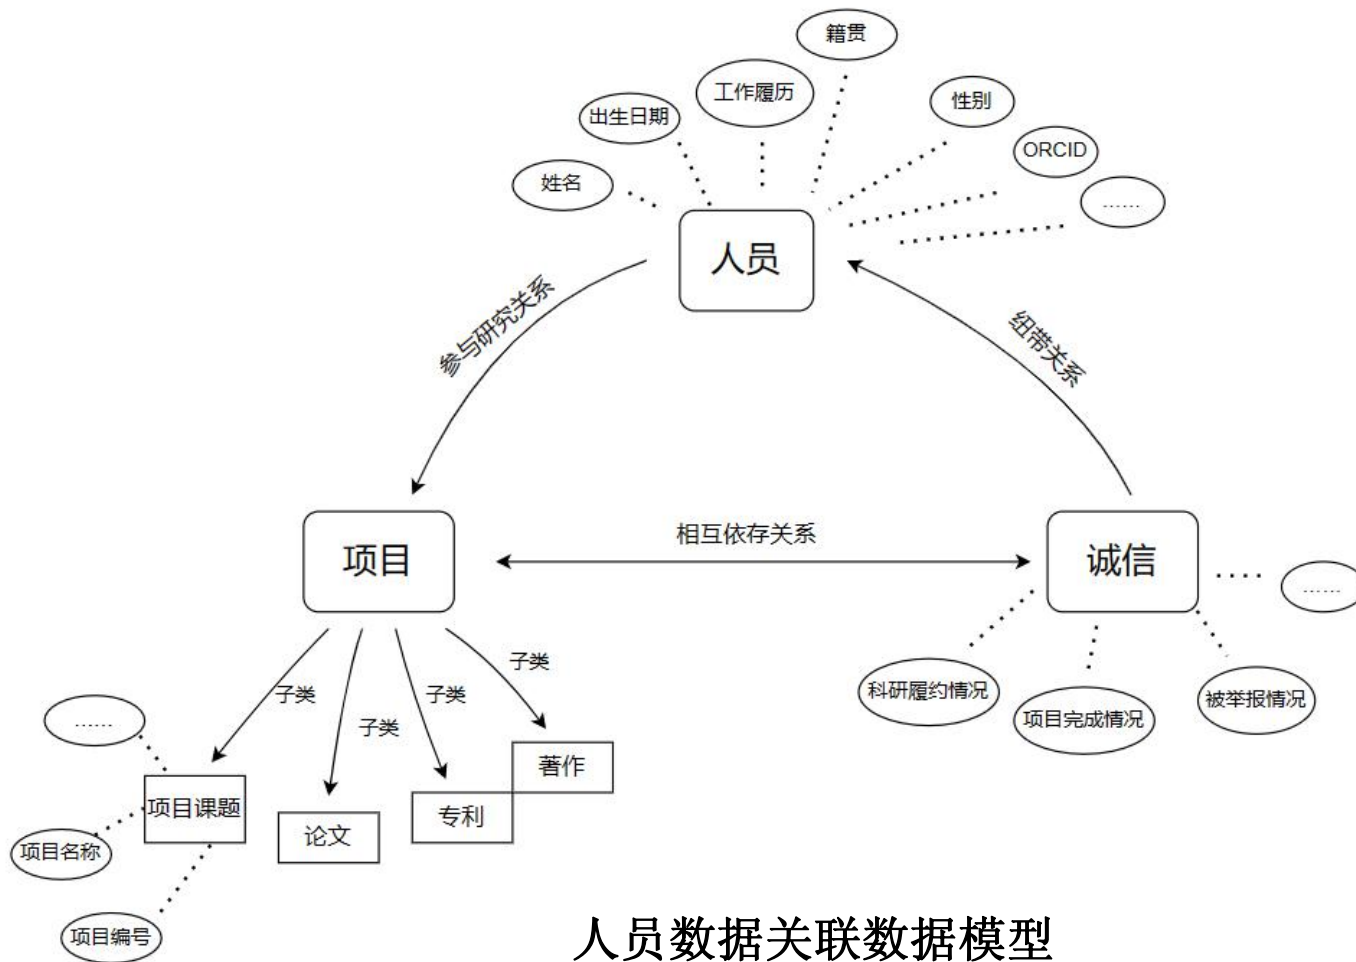 籍贯
工作履历
性别
出生日期
ORCID
姓名
……
人员
参与研究关系
纽带关系
相互依存关系
项目
诚信
……
子类
子类
子类
子类
科研履约情况
项目完成情况
被举报情况
……
著作
项目课题
专利
论文
项目名称
项目编号
人员数据关联数据模型